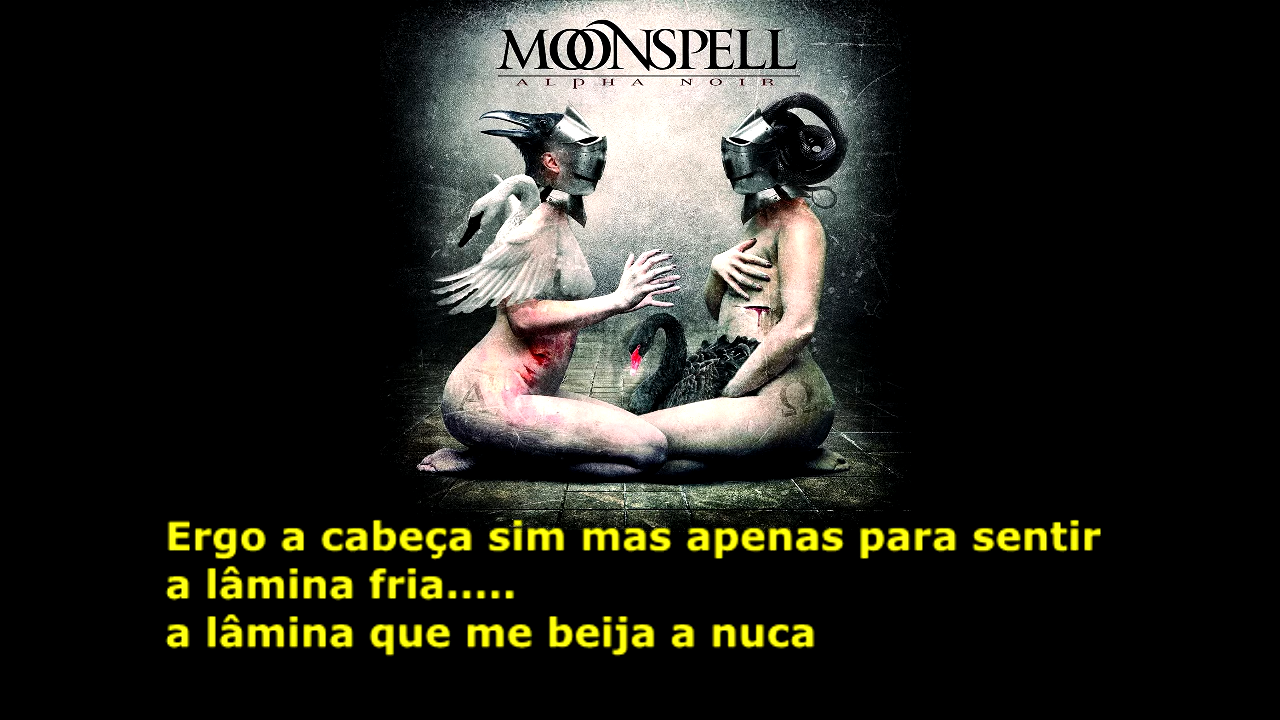 MOONSPELL
ALPHA NOIR
A
Ω
Ergo a cabeça sim mas apenas para sentir
a lâmina fria.....
a lâmina que me beija a nuca